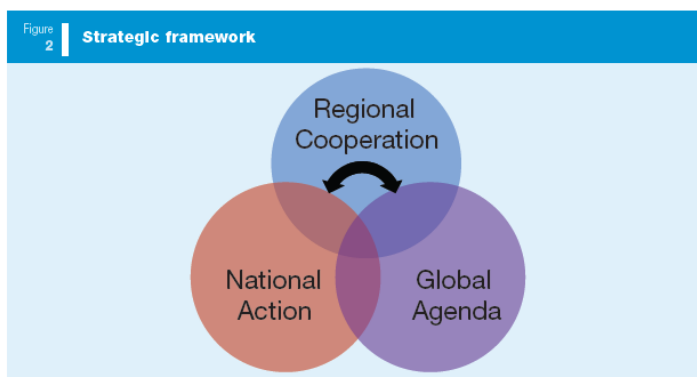 Figure
2
Strategic framework
Regional
Cooperation
National
Action
Global
Agenda